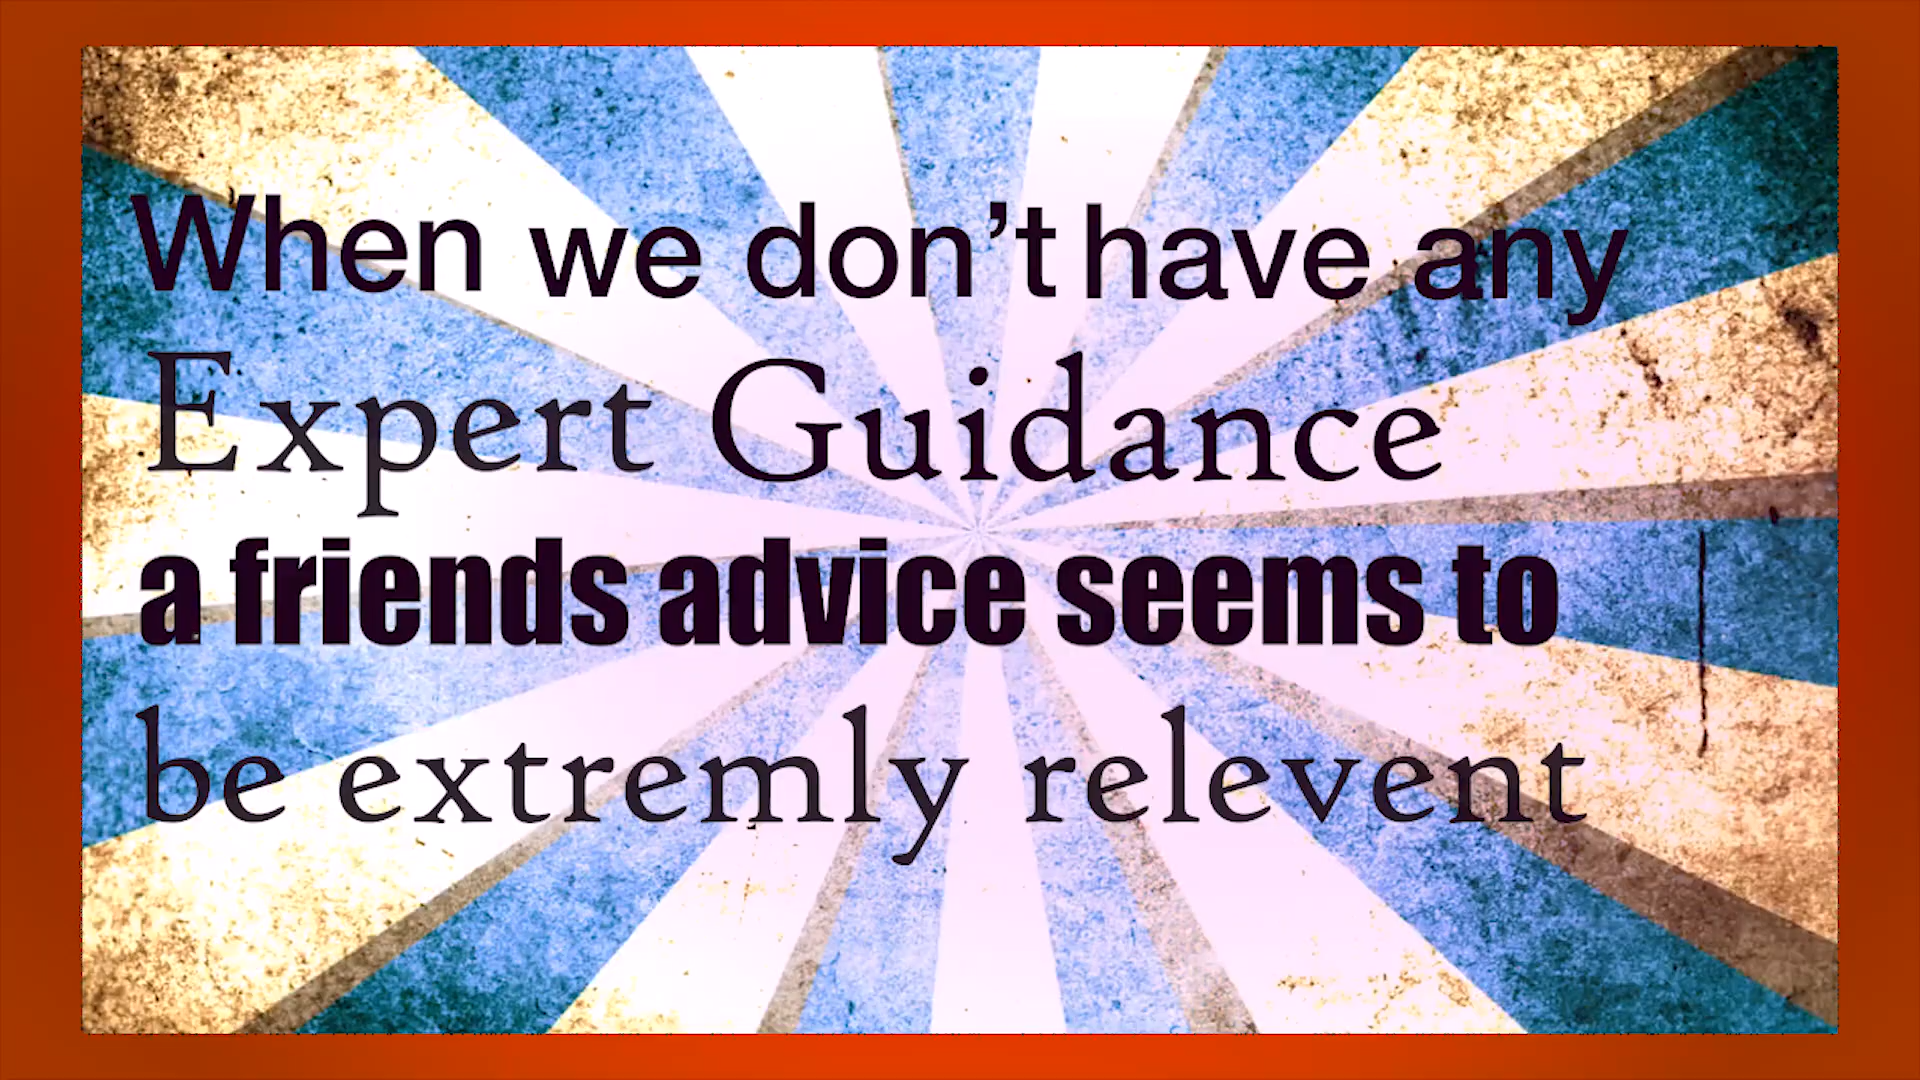 When we don't have any
Expert Guidance
a friends advice seems to
be extremly relevent